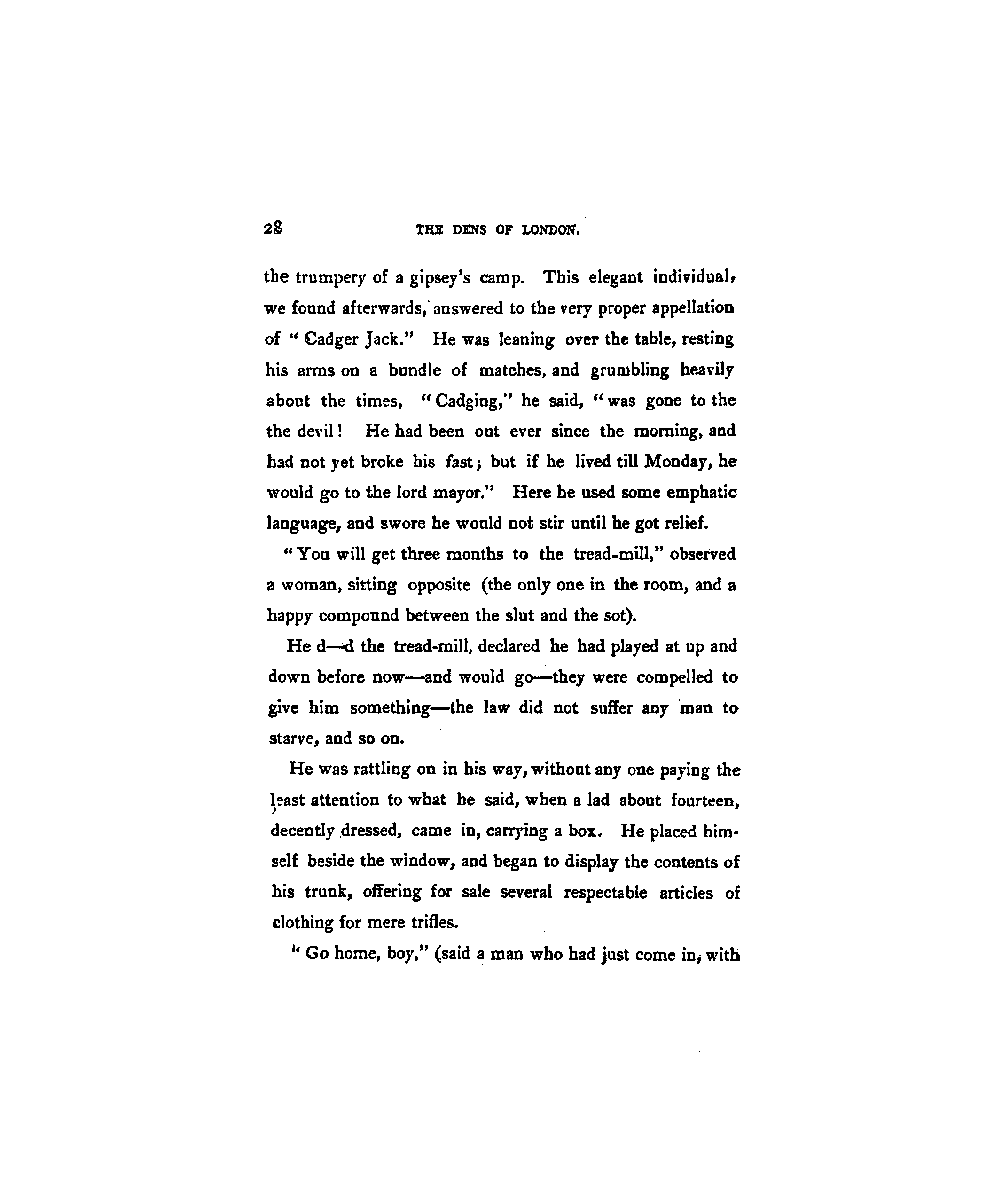 28 THE DENS OF LONDON.
the trumpery of a gipsey's camp. This elegant individual,
we found afterwards, answered to the very proper appellation
of "Cadger Jack." He was leaning over the table, resting
his arms on a bundle of matches, and grumbling heavily
about the times, "Cadging," he said, "was gone to the
the devil! He had been out ever since the morning, and
had not yet broke his fast; but if he lived till Monday, he
would go to the lord mayor." Here he used some emphatic
language, and swore he would not stir until he got relief.
"You will get three months to the tread-mill," observed
a woman, sitting opposite (the only one in the room, and a
happy compound between the slut and the sot).
He d—d the tread-mill, declared he had played at up and
down before now—and would go—they were compelled to
give him something—the law did not suffer any man to
starve, and so on.
He was rattling on in his way, without any one paying the
least attention to what he said, when a lad about fourteen,
decently dressed, came in, carrying a box. He placed him-
self beside the window, and began to display the contents of
his trunk, offering for sale several respectable articles of
clothing for mere trifles.
"Go home, boy," (said a man who had just come in, with